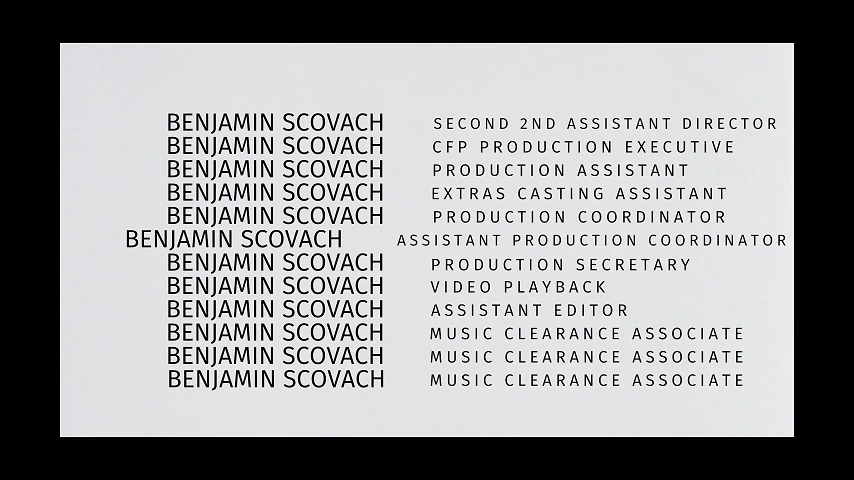 BENJAMIN SCOVACH SECOND 2ND ASSISTANT DIRECTOR
BENJAMIN SCOVACH CFP PRODUCTION EXECUTIVE
BENJAMIN SCOVACH PRODUCTION ASSISTANT
BENJAMIN SCOVACH EXTRAS CASTING ASSISTANT
BENJAMIN SCOVACH PRODUCTION COORDINATOR
BENJAMIN SCOVACH ASSISTANT PRODUCTION COORDINATOR
BENJAMIN SCOVACH PRODUCTION SECRETARY
BENJAMIN SCOVACH VIDEO PLAYBACK
BENJAMIN SCOVACH ASSISTANT EDITOR
BENJAMIN SCOVACH MUSIC CLEARANCE ASSOCIATE
BENJAMIN SCOVACH MUSIC CLEARANCE ASSOCIATE
BENJAMIN SCOVACH MUSIC CLEARANCE ASSOCIATE